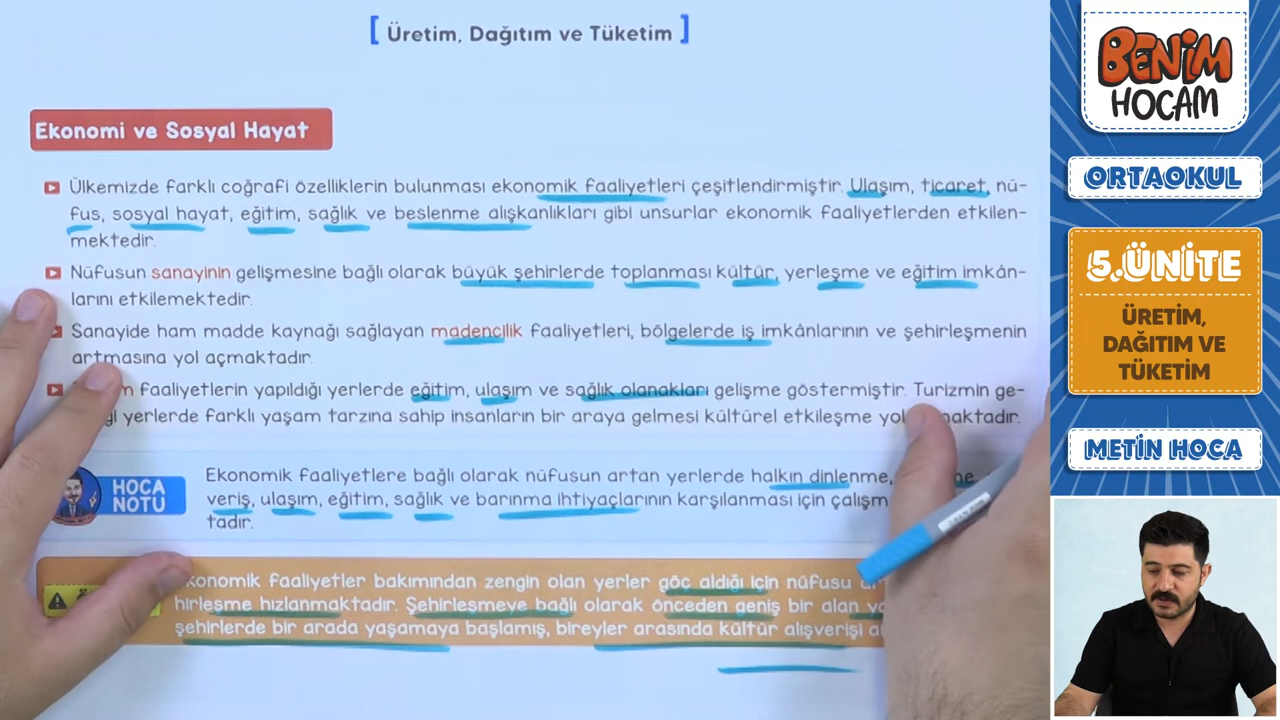 [ Üretim, Dağıtım ve Tüketim ]
Ekonomi ve Sosyal Hayat
Ülkemizde farklı coğrafi özelliklerin bulunması ekonomik faaliyetleri çeşitlendirmiştir. Ulaşım, ticaret, nü-
fus, sosyal hayat, eğitim, sağlık ve beslenme alışkanlıkları gibi unsurlar ekonomik faaliyetlerden etkilen-
mektedir.
Nüfusun sanayinin gelişmesine bağlı olarak büyük şehirlerde toplanması kültür, yerleşme ve eğitim imkân-
larını etkilemektedir.
Sanayide ham madde kaynağı sağlayan madencilik faaliyetleri, bölgelerde iş imkânlarının ve şehirleşmenin
artmasına yol açmaktadır.
faaliyetlerin yapıldığı yerlerde eğitim, ulaşım ve sağlık olanakları gelişme göstermiştir. Turizmin ge-
yerlerde farklı yaşam tarzına sahip insanların bir araya gelmesi kültürel etkileşme yol
HOCA
NOTU
Ekonomik faaliyetlere bağlı olarak nüfusun artan yerlerde halkın dinlenme,
veriş, ulaşım, eğitim, sağlık ve barınma ihtiyaçlarının karşılanması için
tadır.
Ekonomik faaliyetler bakımından zengin olan yerler göç aldığı için nüfusu
hirleşme hızlanmaktadır. Şehirleşmeye bağlı olarak önceden geniş bir alan
şehirlerde bir arada yaşamaya başlamış, bireyler arasında kültür alışverişi
BENİM
HOCAM
ORTAOKUL
5.ÜNİTE
ÜRETİM,
DAĞITIM VE
TÜKETİM
METİN HOCA